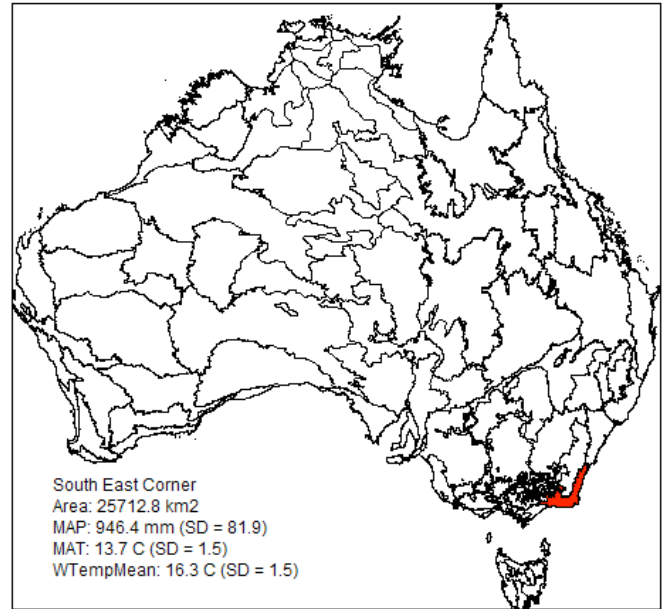 South East Corner
Area: 25712.8 km2
MAP: 946.4 mm (SD = 81.9)
MAT: 13.7 C (SD = 1.5)
WTempMean: 16.3 C (SD = 1.5)